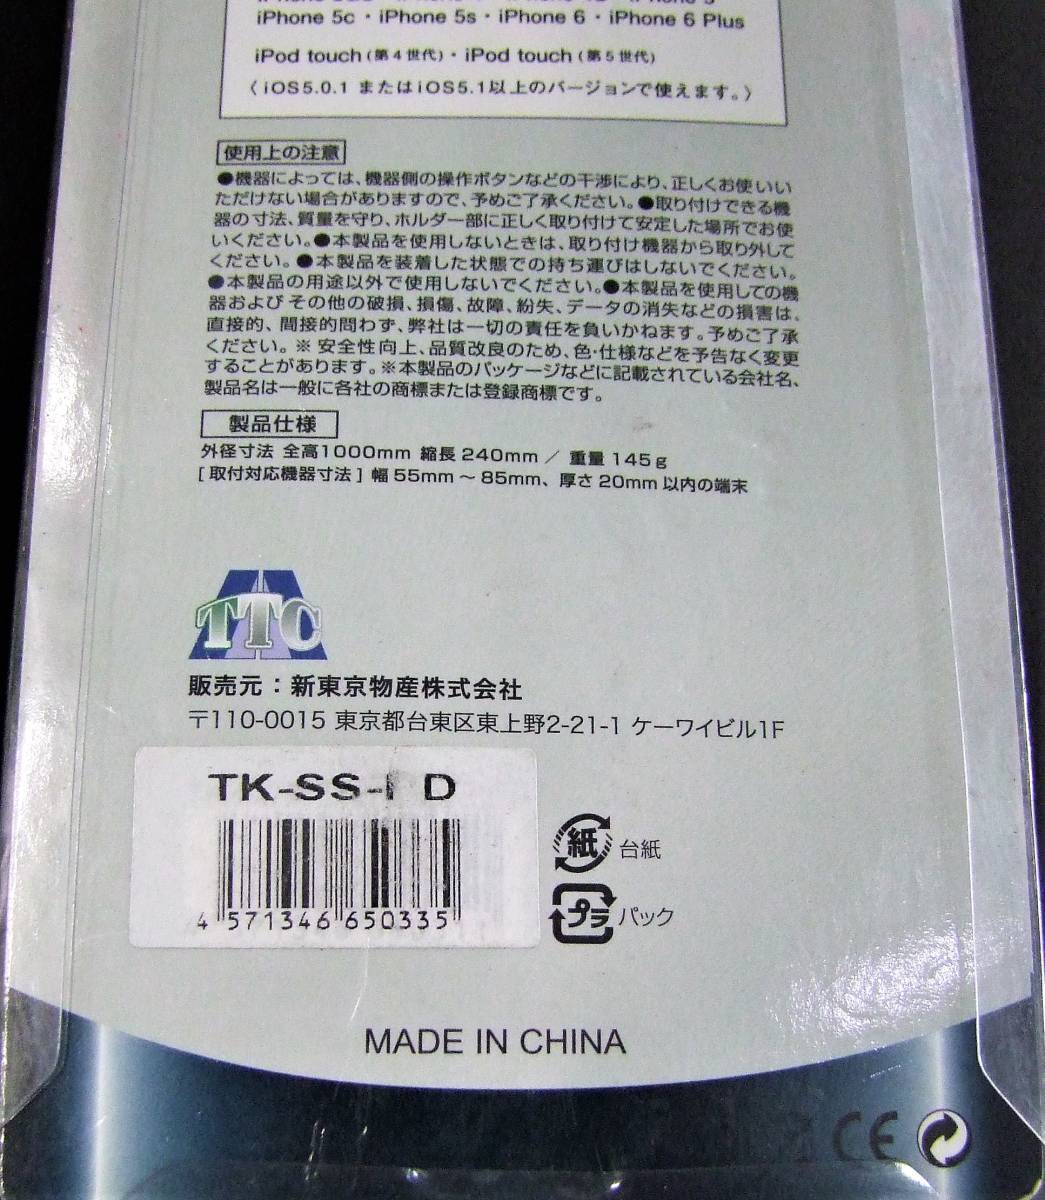 iPhone 5c・iPhone 5s・iPhone 6・iPhone 6 Plus
iPod touch（第4世代）・iPod touch（第5世代）
〈iOS5.0.1 またはiOS5.1以上のバージョンで使えます。〉
使用上の注意
●機器によっては、機器側の操作ボタンなどの干渉により、正しくお使いい
ただけない場合がありますので、予めご了承ください。●取り付けできる機
器の寸法、質量を守り、ホルダー部に正しく取り付けて安定した場所でお使
いください。●本製品を使用しないときは、取り付け機器から取り外して
ください。●本製品を装着した状態での持ち運びはしないでください。
●本製品の用途以外で使用しないでください。●本製品を使用しての機
器および その他の破損、損傷、故障、紛失、データの消失などの損害は、
直接的、間接的問わず、弊社は一切の責任を負いかねます。予めご了承
ください。※ 安全性向上、品質改良のため、色・仕様などを予告なく変更
することがあります。※本製品のパッケージなどに記載されている会社名、
製品名は一般に各社の商標または登録商標です。
製品仕様
外径寸法 全高1000mm 縮長240mm ／ 重量 145g
[ 取付対応機器寸法 ] 幅 55mm ～ 85mm、厚さ20mm 以内の端末
TTC
販売元：新東京物産株式会社
〒110-0015 東京都台東区東上野2-21-1 ケーワイビル1F
TK-SS- D
4 571346 650335
紙 台紙
プラ パック
MADE IN CHINA
CE